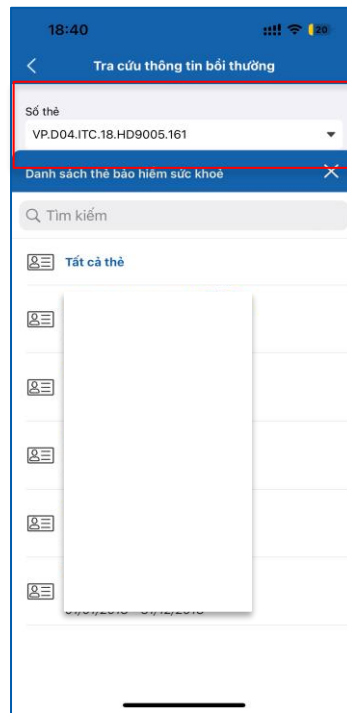 18:40
20
Tra cứu thông tin bồi thường
Số thẻ
VP.D04.ITC.18.HD9005.161
Danh sách thẻ bảo hiểm sức khoẻ
Tìm kiếm
Tất cả thẻ